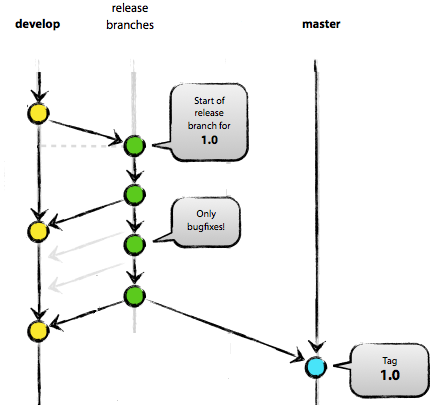 develop
release
branches
master
Start of
release
branch for
1.0
Only
bugfixes!
Tag
1.0